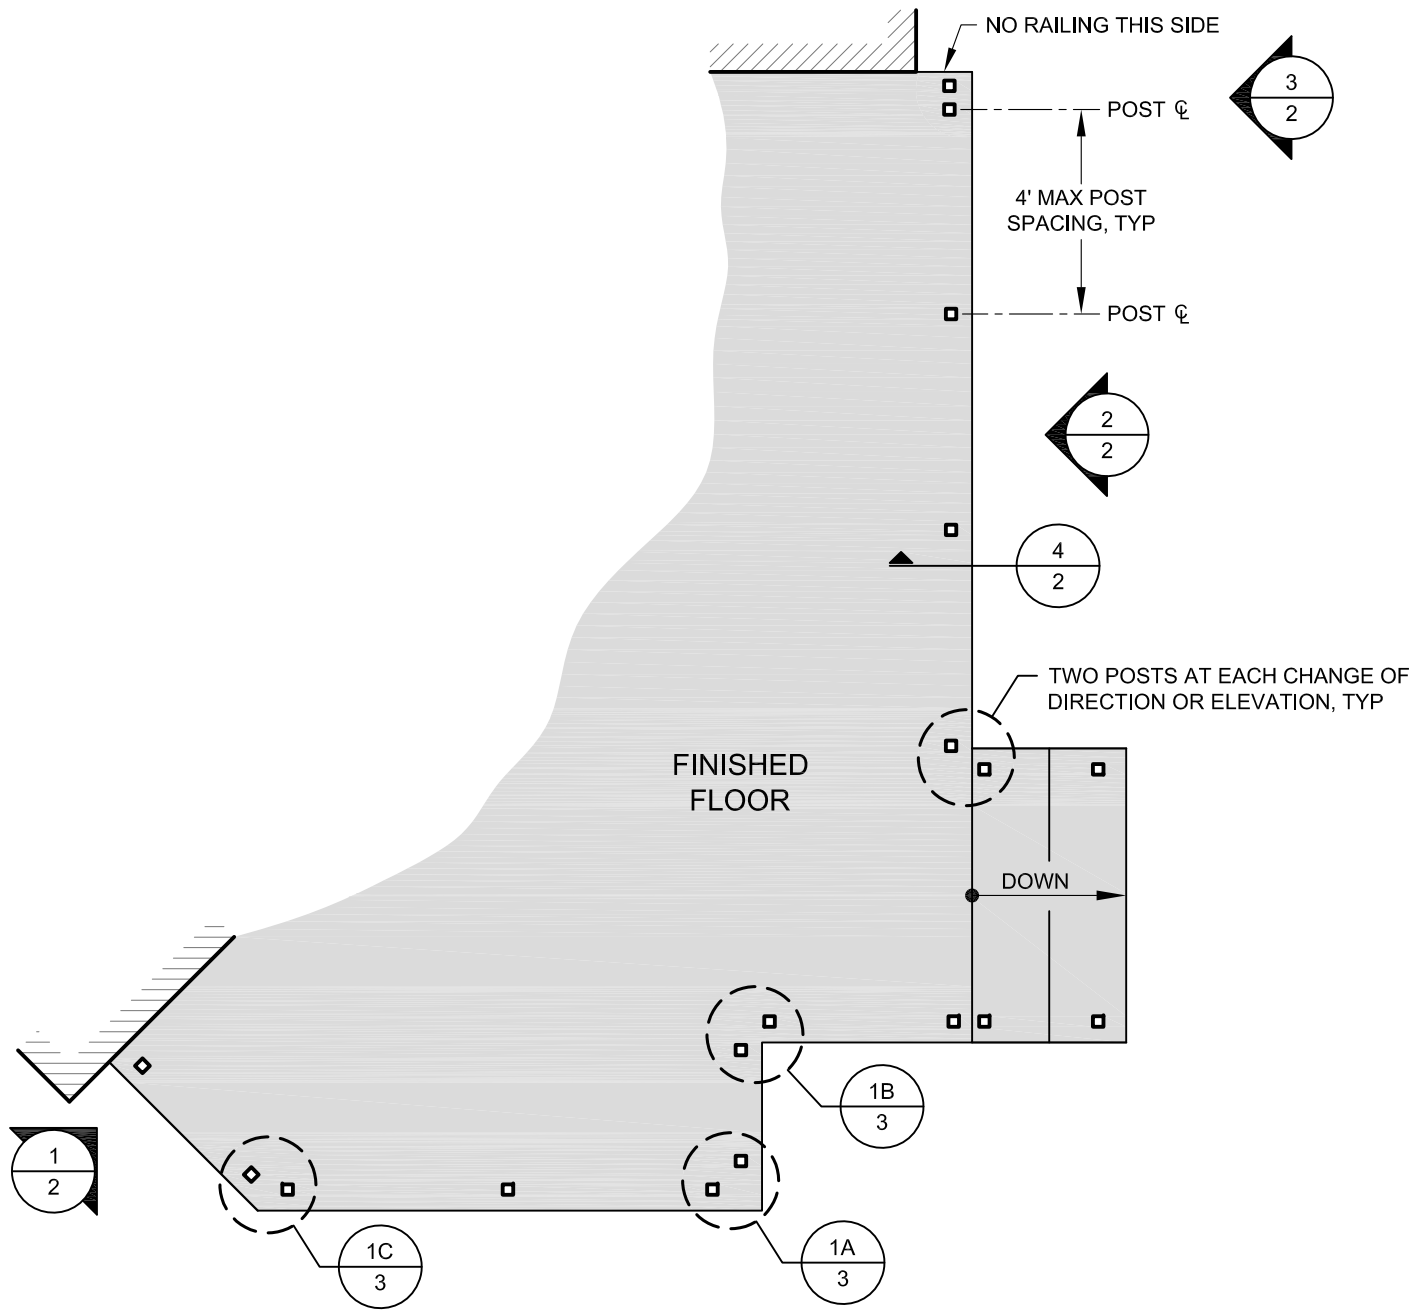 NO RAILING THIS SIDE
3
2
POST ℄
4' MAX POST
SPACING, TYP
POST ℄
2
2
4
2
TWO POSTS AT EACH CHANGE OF
DIRECTION OR ELEVATION, TYP
FINISHED
FLOOR
DOWN
1B
3
1
2
1C
3
1A
3